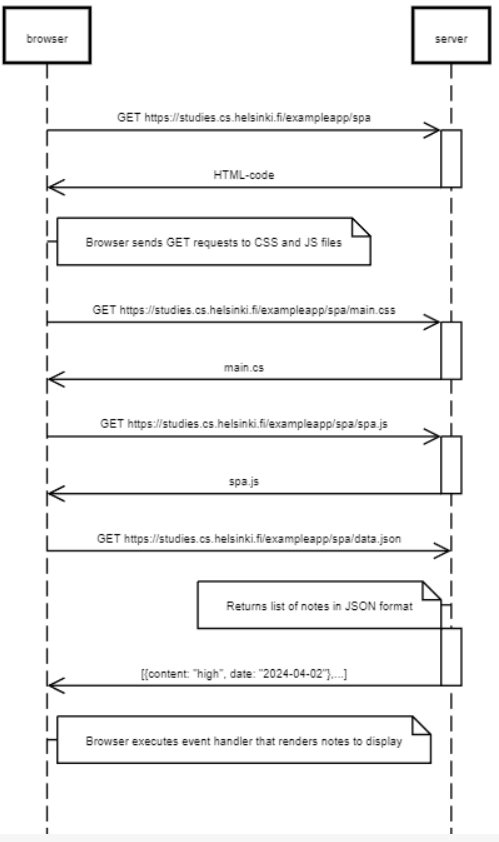 browser
server
GET https://studies.cs.helsinki.fi/exampleapp/spa
HTML-code
Browser sends GET requests to CSS and JS files
GET https://studies.cs.helsinki.fi/exampleapp/spa/main.css
main.cs
GET https://studies.cs.helsinki.fi/exampleapp/spa/spa.js
spa.js
GET https://studies.cs.helsinki.fi/exampleapp/spa/data.json
Returns list of notes in JSON format
[{content: "high", date: "2024-04-02"},...]
Browser executes event handler that renders notes to display